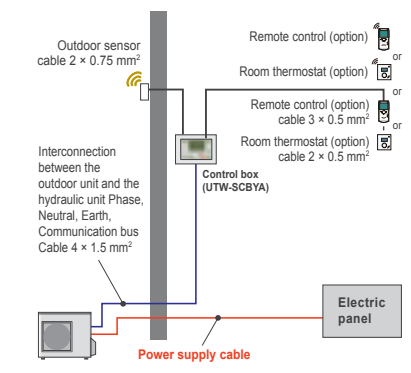 Outdoor sensor
cable 2 × 0.75 mm²
Remote control (option)
or
Room thermostat (option)
or
Remote control (option)
cable 3 × 0.5 mm²
or
Room thermostat (option)
cable 2 × 0.5 mm²
Control box
(UTW-SCBYA)
Interconnection
between the
outdoor unit and the
hydraulic unit Phase,
Neutral, Earth,
Communication bus
Cable 4 × 1.5 mm²
Electric
panel
Power supply cable